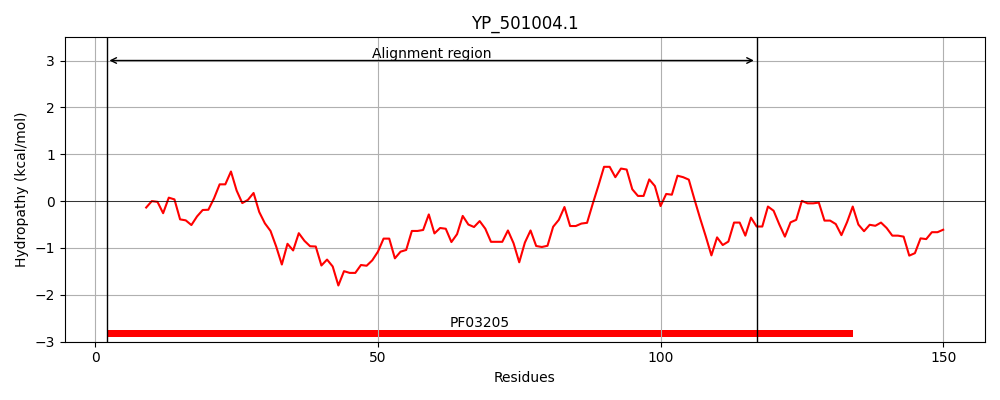 YP_501004.1
Alignment region
3
2
1
0
−1
−2
−3
Hydropathy (kcal/mol)
PF03205
0
50
100
150
Residues